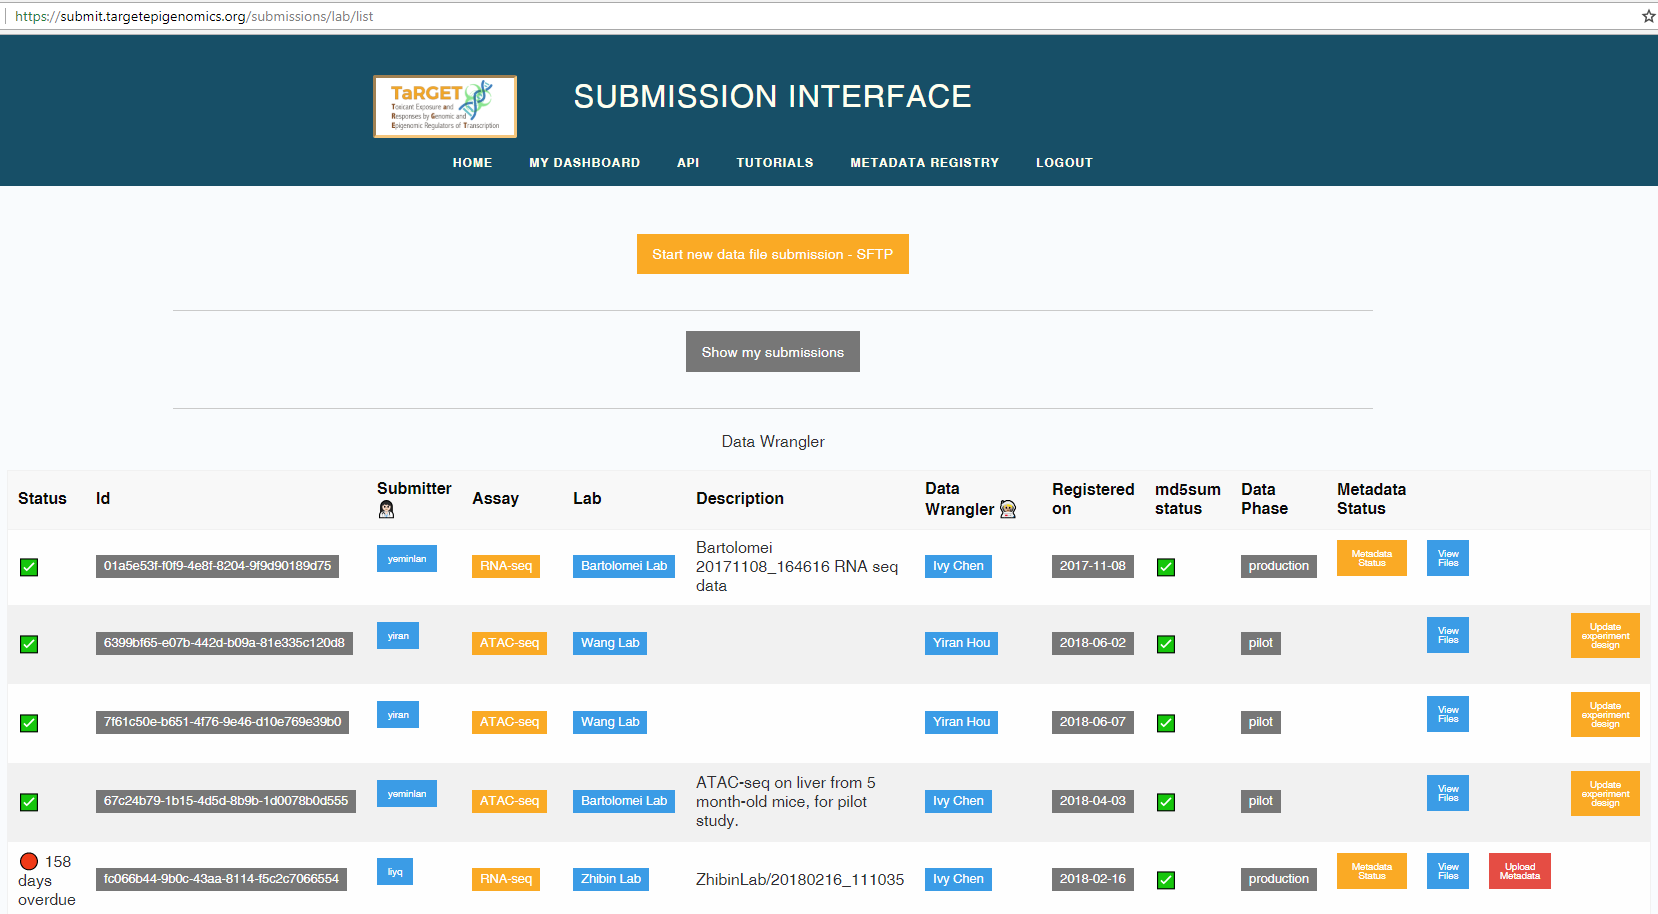 https://submit.targetepigenomics.org/submissions/lab/list
TaRGET
Toxicant Exposure and
Responses by Genomic and
Epigenomic Regulators of Transcription
SUBMISSION INTERFACE
HOME MY DASHBOARD API TUTORIALS METADATA REGISTRY LOGOUT
Start new data file submission - SFTP
Show my submissions
Data Wrangler
Status Id Submitter Assay Lab Description Data Wrangler Registered on md5sum status Data Phase Metadata Status
01a5e53f-f0f9-4e8f-8204-9f9d90189d75 yeminlan RNA-seq Bartolomei Lab Bartolomei 20171108_164616 RNA seq data Ivy Chen 2017-11-08 production Metadata Status View Files
6399bf65-e07b-442d-b09a-81e335c120d8 yiran ATAC-seq Wang Lab Yiran Hou 2018-06-02 pilot View Files Update experiment design
7f61c50e-b651-4f76-9e46-d10e769e39b0 yiran ATAC-seq Wang Lab Yiran Hou 2018-06-07 pilot View Files Update experiment design
67c24b79-1b15-4d5d-8b9b-1d0078b0d555 yeminlan ATAC-seq Bartolomei Lab ATAC-seq on liver from 5 month-old mice, for pilot study. Ivy Chen 2018-04-03 pilot View Files Update experiment design
158 days overdue fc066b44-9b0c-43aa-8114-f5c2c7066554 liyq RNA-seq Zhibin Lab ZhibinLab/20180216_111035 Ivy Chen 2018-02-16 production Metadata Status View Files Upload Metadata